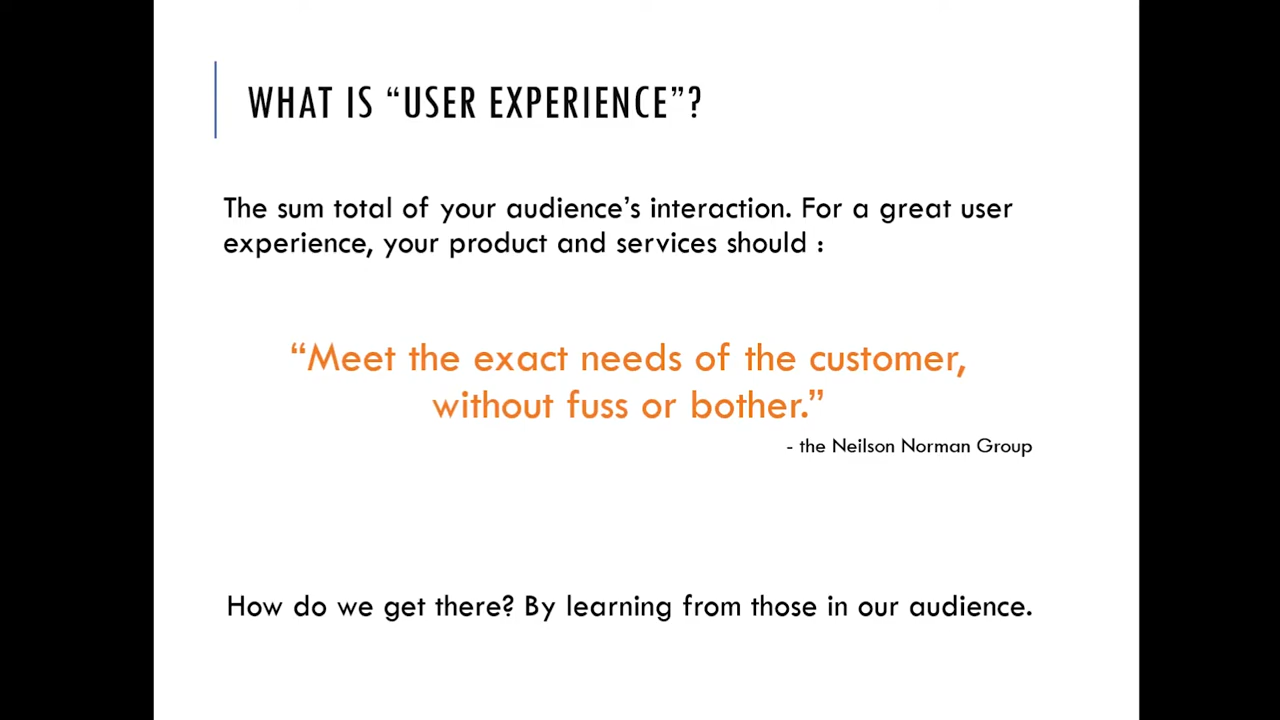 WHAT IS “USER EXPERIENCE”?
The sum total of your audience’s interaction. For a great user
experience, your product and services should :
“Meet the exact needs of the customer,
without fuss or bother.”
- the Neilson Norman Group
How do we get there? By learning from those in our audience.